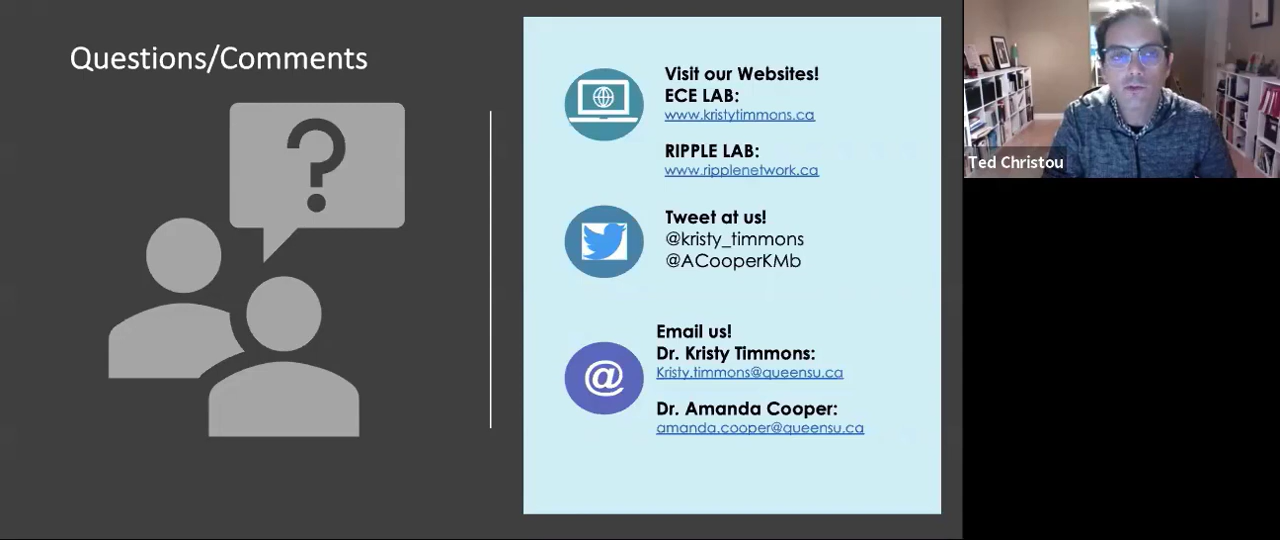 Questions/Comments
?
Visit our Websites!
ECE LAB:
www.kristytimmons.ca
RIPPLE LAB:
www.ripplenetwork.ca
Tweet at us!
@kristy_timmons
@ACooperKMb
@
Email us!
Dr. Kristy Timmons:
Kristy.timmons@queensu.ca
Dr. Amanda Cooper:
amanda.cooper@queensu.ca
Ted Christou